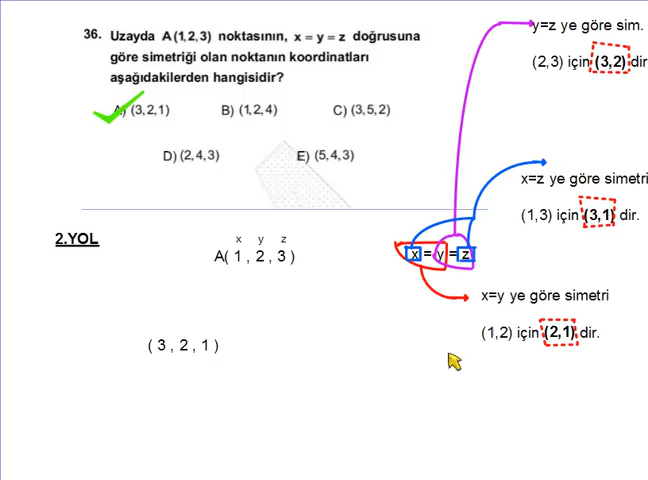 36. Uzayda A(1,2,3) noktasının, x = y = z doğrusuna
göre simetriği olan noktanın koordinatları
aşağıdakilerden hangisidir?
A) (3,2,1) B) (1,2,4) C) (3,5,2)
D) (2,4,3) E) (5,4,3)
y=z ye göre sim.
(2,3) için (3,2) dir
x=z ye göre simetri
(1,3) için (3,1) dir.
2.YOL
x y z
A( 1 , 2 , 3 )
x = y = z
x=y ye göre simetri
(1,2) için (2,1) dir.
( 3 , 2 , 1 )